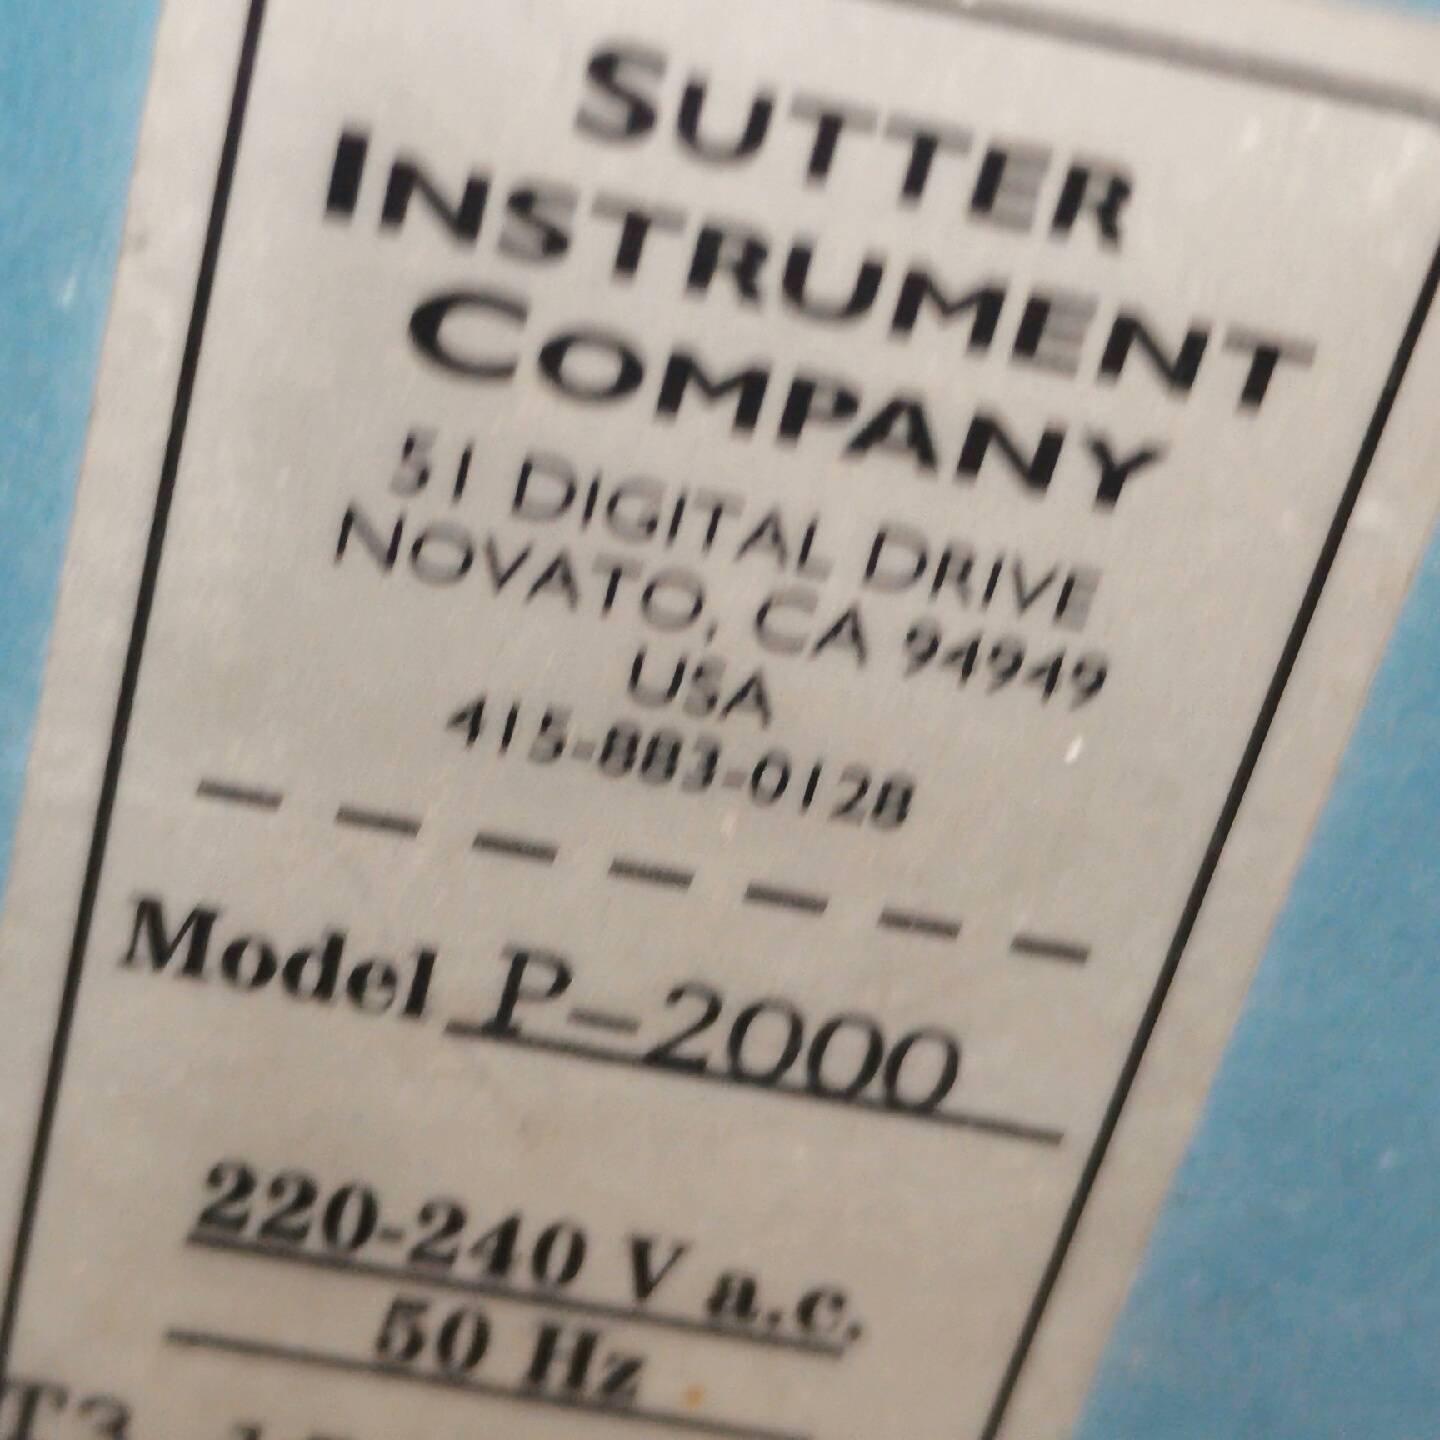 SUTTER
INSTRUMENT
COMPANY
51 DIGITAL DRIVE
NOVATO, CA 94949
USA
415-883-0128
Model P-2000
220-240 V a.c.
50 Hz